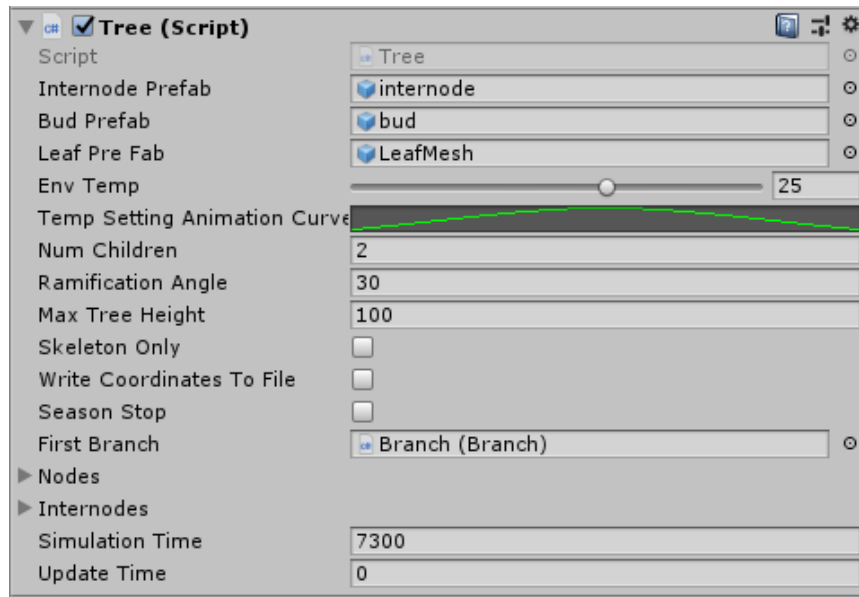 Tree (Script)
Script Tree
Internode Prefab internode
Bud Prefab bud
Leaf Pre Fab LeafMesh
Env Temp 25
Temp Setting Animation Curve
Num Children 2
Ramification Angle 30
Max Tree Height 100
Skeleton Only
Write Coordinates To File
Season Stop
First Branch Branch (Branch)
Nodes
Internodes
Simulation Time 7300
Update Time 0